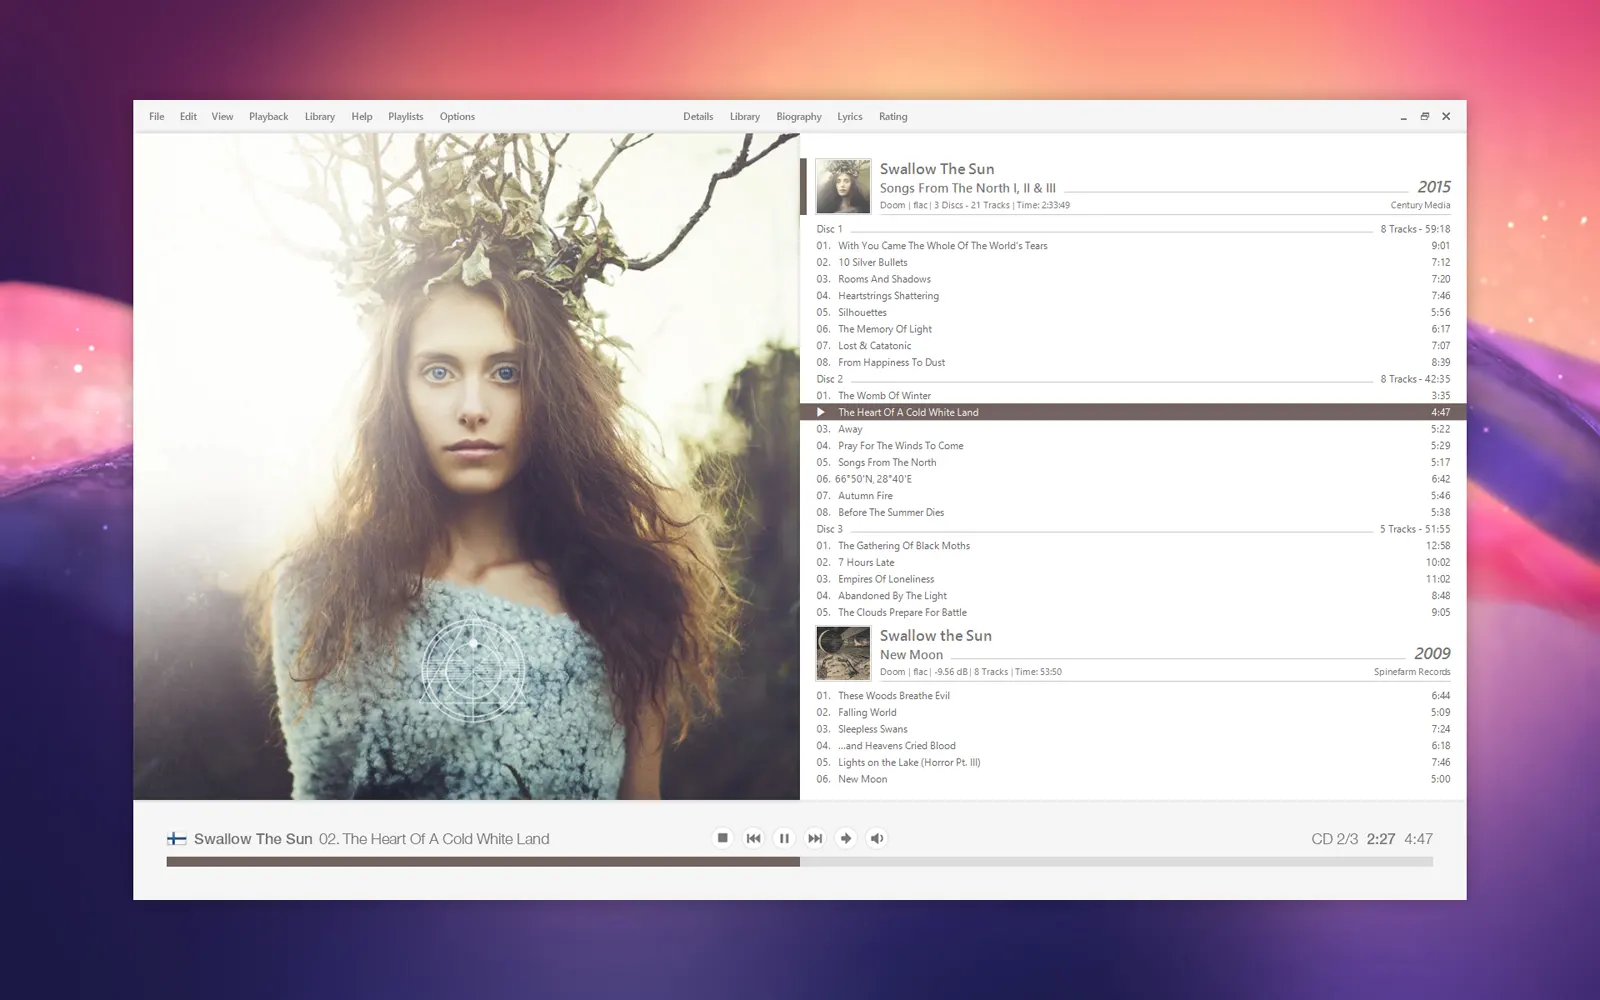 File Edit View Playback Library Help Playlists Options Details Library Biography Lyrics Rating
Swallow The Sun
Songs From The North I, II & III 2015
Doom | flac | 3 Discs - 21 Tracks | Time: 2:33:49 Century Media
Disc 1 8 Tracks - 59:18
01. With You Came The Whole Of The World's Tears 9:01
02. 10 Silver Bullets 7:12
03. Rooms And Shadows 7:20
04. Heartstrings Shattering 7:46
05. Silhouettes 5:56
06. The Memory Of Light 6:17
07. Lost & Catatonic 7:07
08. From Happiness To Dust 8:39
Disc 2 8 Tracks - 42:35
01. The Womb Of Winter 3:35
The Heart Of A Cold White Land 4:47
03. Away 5:22
04. Pray For The Winds To Come 5:29
05. Songs From The North 5:17
06. 66°50'N, 28°40'E 6:42
07. Autumn Fire 5:46
08. Before The Summer Dies 5:38
Disc 3 5 Tracks - 51:55
01. The Gathering Of Black Moths 12:58
02. 7 Hours Late 10:02
03. Empires Of Loneliness 11:02
04. Abandoned By The Light 8:48
05. The Clouds Prepare For Battle 9:05
Swallow the Sun
New Moon 2009
Doom | flac | -9.56 dB | 8 Tracks | Time: 53:50 Spinefarm Records
01. These Woods Breathe Evil 6:44
02. Falling World 5:09
03. Sleepless Swans 7:24
04. ...and Heavens Cried Blood 6:18
05. Lights on the Lake (Horror Pt. III) 7:46
06. New Moon 5:00
Swallow The Sun 02. The Heart Of A Cold White Land CD 2/3 2:27 4:47